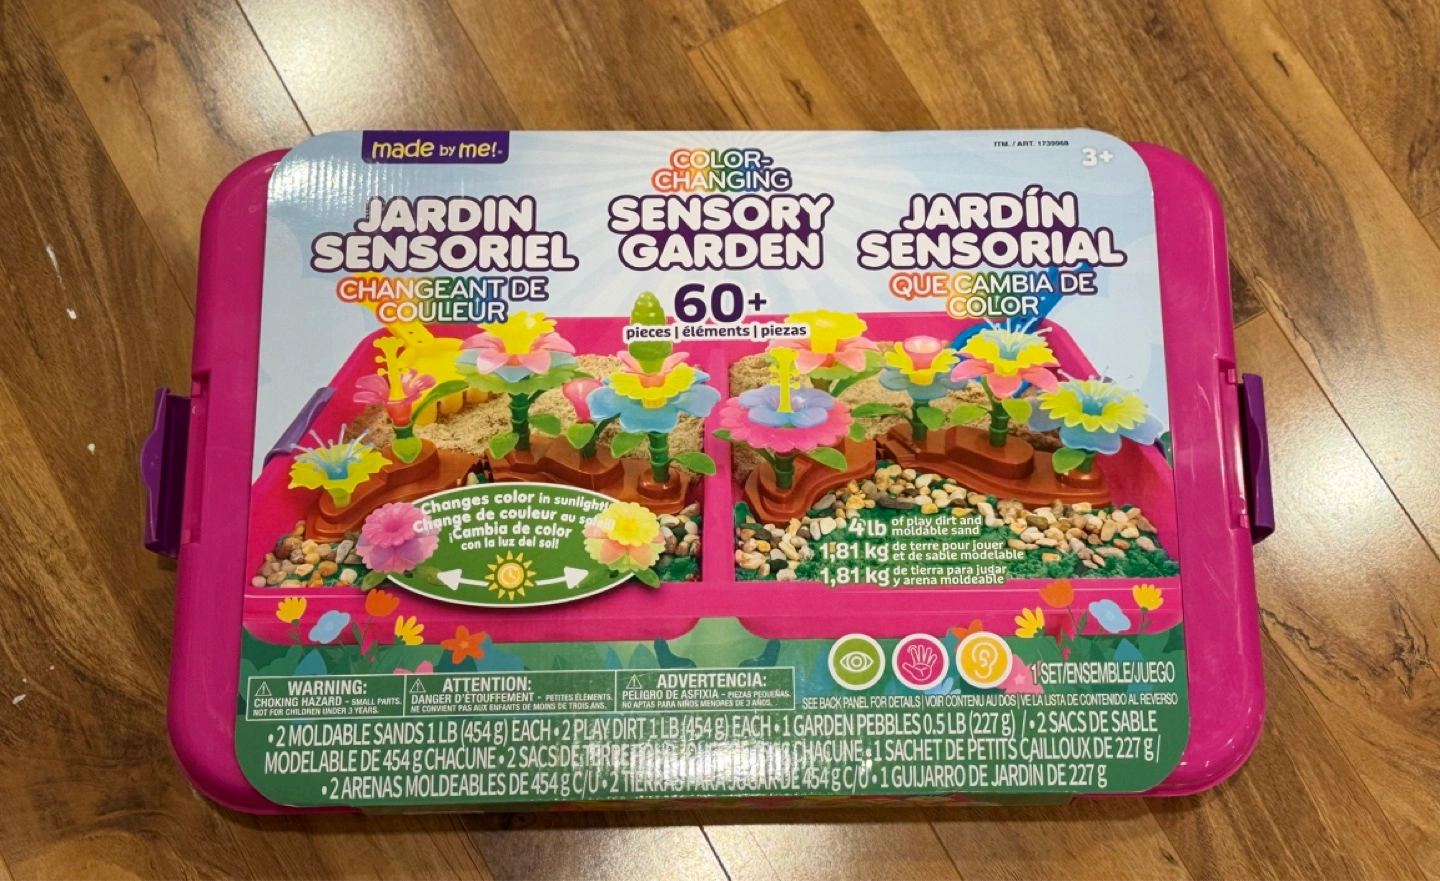 made by me!
ITM. / ART. 1739968
3+
JARDIN
SENSORIEL
CHANGEANT DE
COULEUR
COLOR-
CHANGING
SENSORY
GARDEN
60+
pieces | éléments | piezas
JARDÍN
SENSORIAL
QUE CAMBIA DE
COLOR
Changes color in sunlight!
Change de couleur au soleil!
¡Cambia de color
con la luz del sol!
4 lb of play dirt and
moldable sand
1,81 kg de terre pour jouer
et de sable modelable
1,81 kg de tierra para jugar
y arena moldeable
WARNING:
CHOKING HAZARD - SMALL PARTS.
NOT FOR CHILDREN UNDER 3 YEARS.
ATTENTION:
DANGER D'ÉTOUFFEMENT - PETITES ÉLÉMENTS.
NE CONVIENT PAS AUX ENFANTS DE MOINS DE TROIS ANS.
ADVERTENCIA:
PELIGRO DE ASFIXIA - PIEZAS PEQUEÑAS.
NO APTAS PARA NIÑOS MENORES DE 3 AÑOS.
1 SET/ENSEMBLE/JUEGO
SEE BACK PANEL FOR DETAILS | VOIR CONTENU AU DOS | VE LA LISTA DE CONTENIDO AL REVERSO
• 2 MOLDABLE SANDS 1 LB (454 g) EACH • 2 PLAY DIRT 1 LB (454 g) EACH • 1 GARDEN PEBBLES 0.5 LB (227 g) / • 2 SACS DE SABLE
MODELABLE DE 454 g CHACUNE • 2 SACS DE TERRE CHACUNE • 1 SACHET DE PETITS CAILLOUX DE 227 g /
• 2 ARENAS MOLDEABLES DE 454 g C/U • 2 TIERRAS PARA JUGAR DE 454 g C/U • 1 GUIJARRO DE JARDÍN DE 227 g